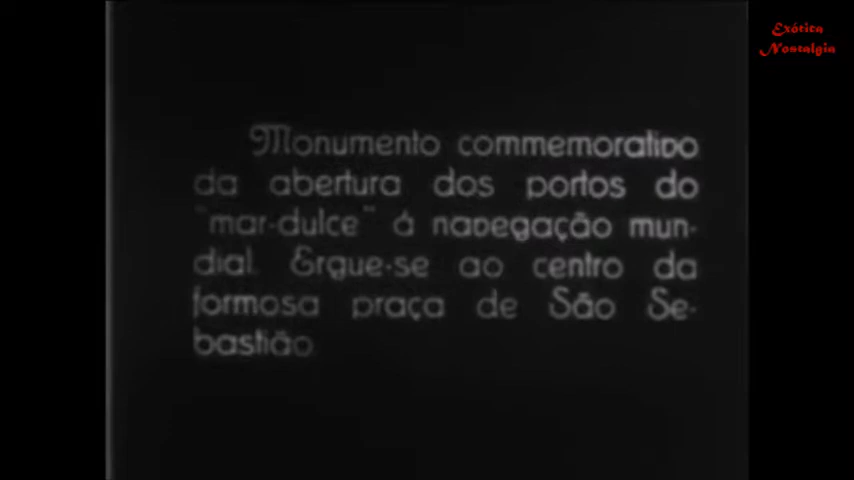 Exótica
Nostalgia
Monumento commemorativo
da abertura dos portos do
"mar-dulce" á navegação mun-
dial. Ergue-se ao centro da
formosa praça de São Se-
bastião